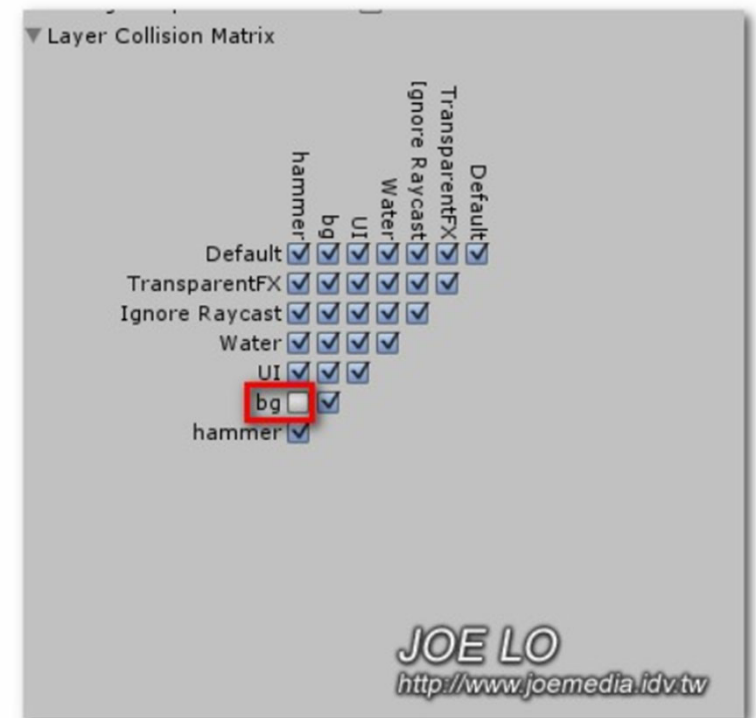 Layer Collision Matrix
hammer
bg
UI
Water
Ignore Raycast
TransparentFX
Default
Default
TransparentFX
Ignore Raycast
Water
UI
bg
hammer
JOE LO
http://www.joemedia.idv.tw